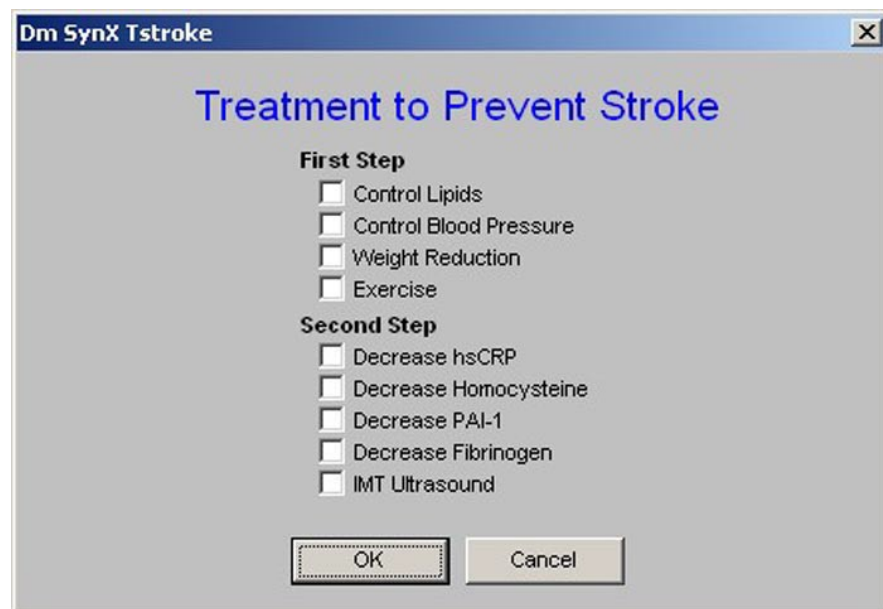 Dm SynX Tstroke
Treatment to Prevent Stroke
First Step
Control Lipids
Control Blood Pressure
Weight Reduction
Exercise
Second Step
Decrease hsCRP
Decrease Homocysteine
Decrease PAI-1
Decrease Fibrinogen
IMT Ultrasound
OK
Cancel